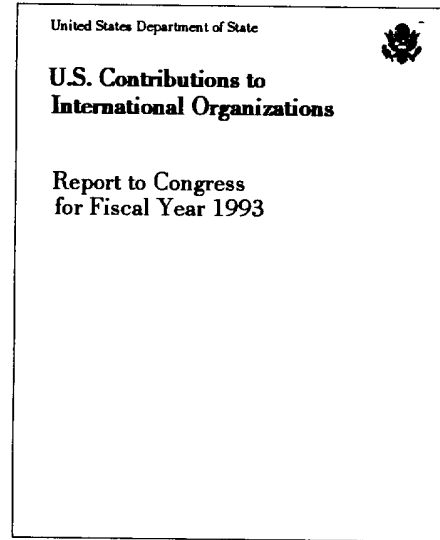 United States Department of State
U.S. Contributions to
International Organizations
Report to Congress
for Fiscal Year 1993